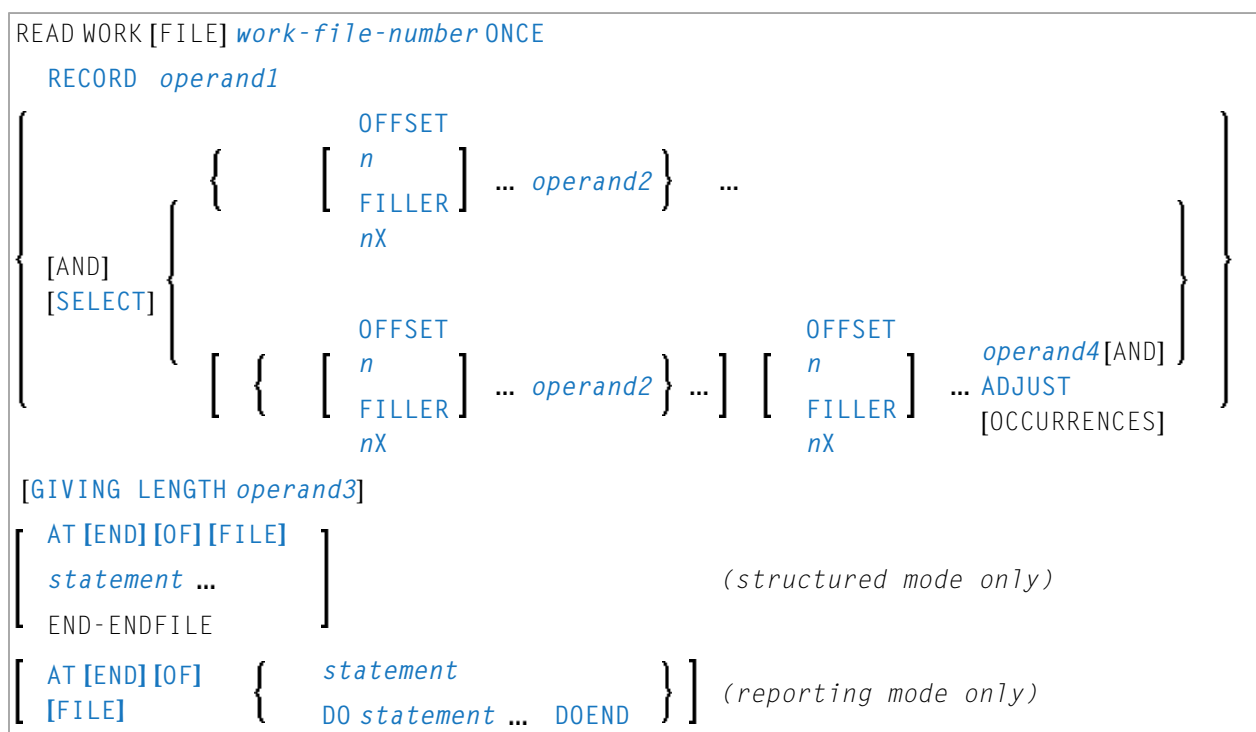 READ WORK [FILE] work-file-number ONCE
RECORD operand1
OFFSET
n
FILLER
nX
{ [ ] ... operand2 } ...
[AND]
[SELECT]
OFFSET
n
FILLER
nX
[ { [ ] ... operand2 } ... ]
OFFSET
n
FILLER
nX
[ ] ... operand4 [AND]
ADJUST
[OCCURRENCES]
[GIVING LENGTH operand3]
AT [END] [OF] [FILE]
statement ... (structured mode only)
END-ENDFILE
AT [END] [OF]
[FILE]
statement
DO statement ... DOEND
(reporting mode only)